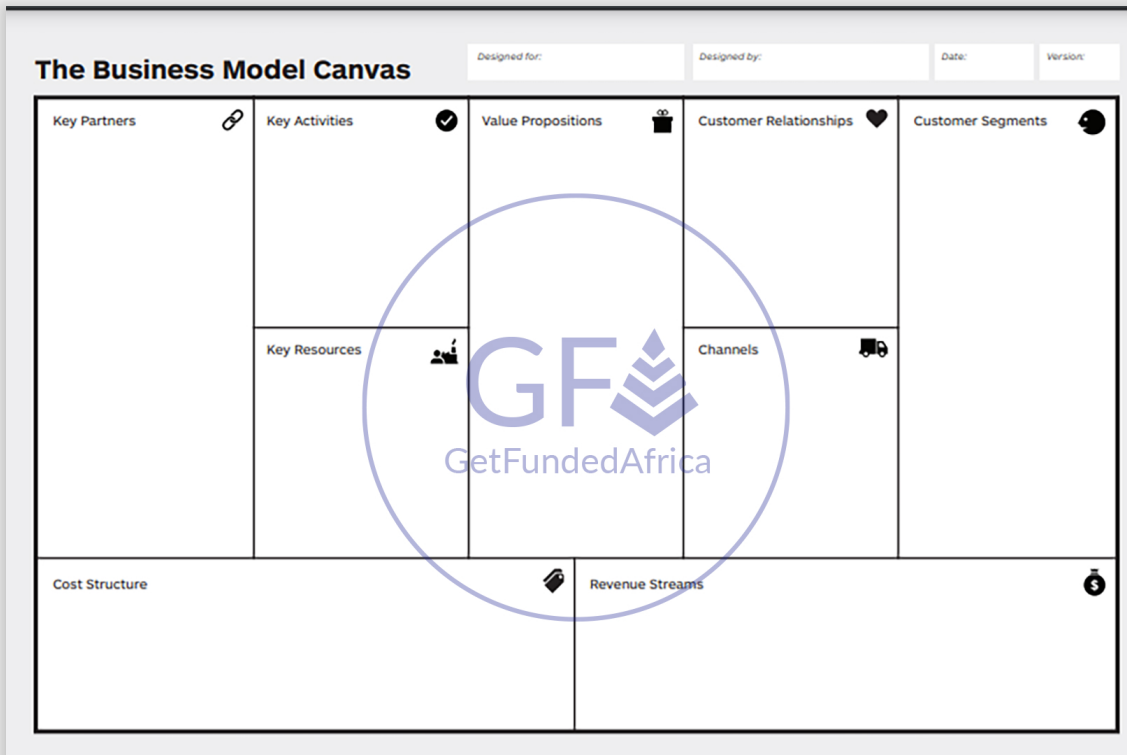 The Business Model Canvas
Designed for:
Designed by:
Date:
Version:
Key Partners
Key Activities
Value Propositions
Customer Relationships
Customer Segments
Key Resources
Channels
GF
GetFundedAfrica
Cost Structure
Revenue Streams
$